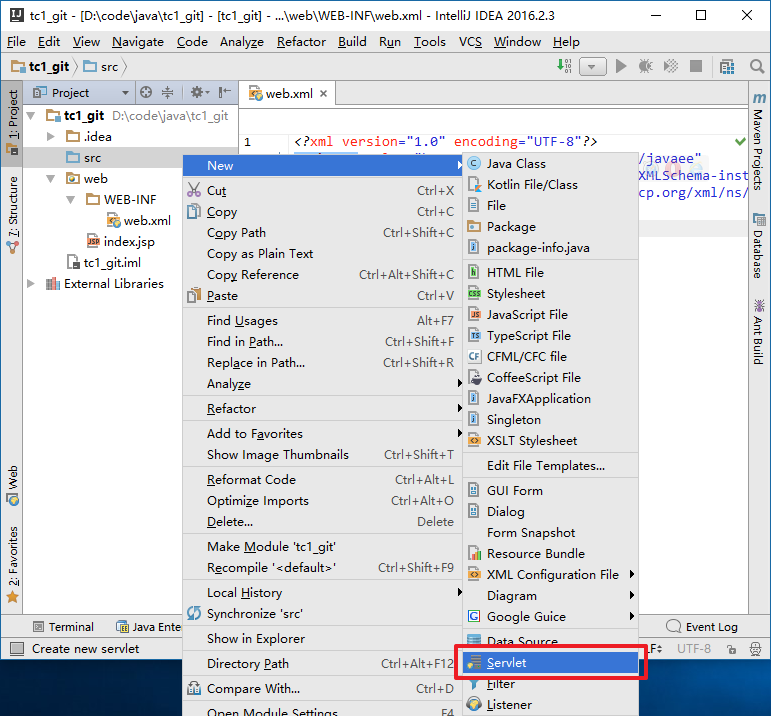 tc1_git - [D:\code\java\tc1_git] - [tc1_git] - ...\web\WEB-INF\web.xml - IntelliJ IDEA 2016.2.3
File Edit View Navigate Code Analyze Refactor Build Run Tools VCS Window Help
tc1_git src
1: Project
7: Structure
Web
2: Favorites
Project
tc1_git D:\code\java\tc1_git
.idea
src
web
WEB-INF
web.xml
index.jsp
tc1_git.iml
External Libraries
web.xml
1 <?xml version="1.0" encoding="UTF-8"?>
/javaee"
XMLSchema-inst
cp.org/xml/ns/
New
Cut Ctrl+X
Copy Ctrl+C
Copy Path Ctrl+Shift+C
Copy as Plain Text
Copy Reference Ctrl+Alt+Shift+C
Paste Ctrl+V
Find Usages Alt+F7
Find in Path... Ctrl+Shift+F
Replace in Path... Ctrl+Shift+R
Analyze
Refactor
Add to Favorites
Show Image Thumbnails Ctrl+Shift+T
Reformat Code Ctrl+Alt+L
Optimize Imports Ctrl+Alt+O
Delete... Delete
Make Module 'tc1_git'
Recompile '<default>' Ctrl+Shift+F9
Local History
Synchronize 'src'
Show in Explorer
Directory Path Ctrl+Alt+F12
Compare With... Ctrl+D
Open Module Settings F4
Java Class
Kotlin File/Class
File
Package
package-info.java
HTML File
Stylesheet
JavaScript File
TypeScript File
CFML/CFC file
CoffeeScript File
JavaFXApplication
Singleton
XSLT Stylesheet
Edit File Templates...
GUI Form
Dialog
Form Snapshot
Resource Bundle
XML Configuration File
Diagram
Google Guice
Data Source
Servlet
Filter
Listener
Maven Projects
Database
Ant Build
Terminal Java Ente
Event Log
Create new servlet
LF UTF-8